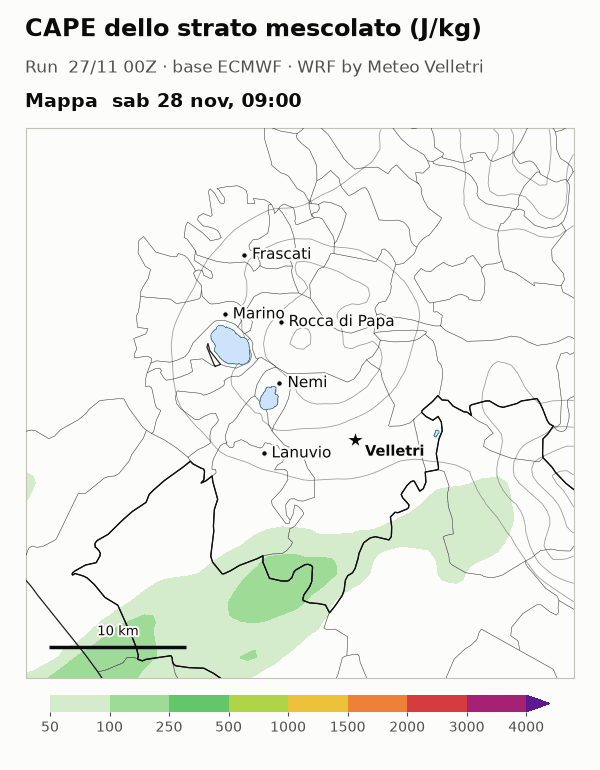 CAPE dello strato mescolato (J/kg)
Run  27/11 00Z · base ECMWF · WRF by Meteo Velletri
Mappa  sab 28 nov, 09:00
Frascati
Marino
Rocca di Papa
Nemi
Velletri
Lanuvio
10 km
50 100 250 500 1000 1500 2000 3000 4000